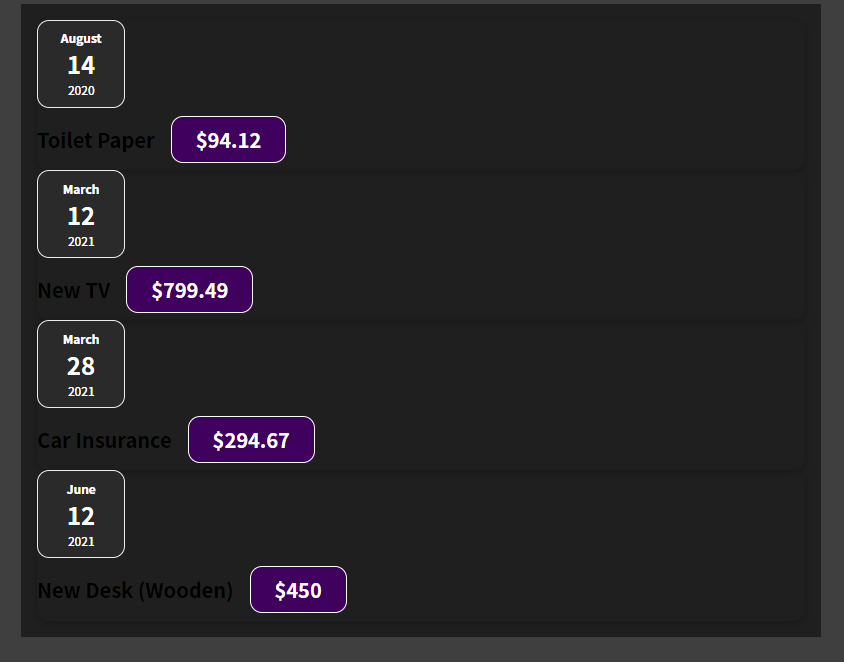 August
14
2020
Toilet Paper $94.12
March
12
2021
New TV $799.49
March
28
2021
Car Insurance $294.67
June
12
2021
New Desk (Wooden) $450